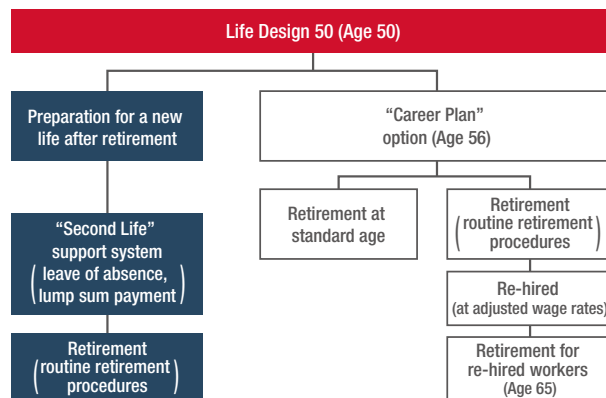 Life Design 50 (Age 50)
Preparation for a new
life after retirement
“Second Life”
support system
(leave of absence,
lump sum payment)
Retirement
(routine retirement
procedures)
“Career Plan”
option (Age 56)
Retirement at
standard age
Retirement
(routine retirement
procedures)
Re-hired
(at adjusted wage rates)
Retirement for
re-hired workers
(Age 65)